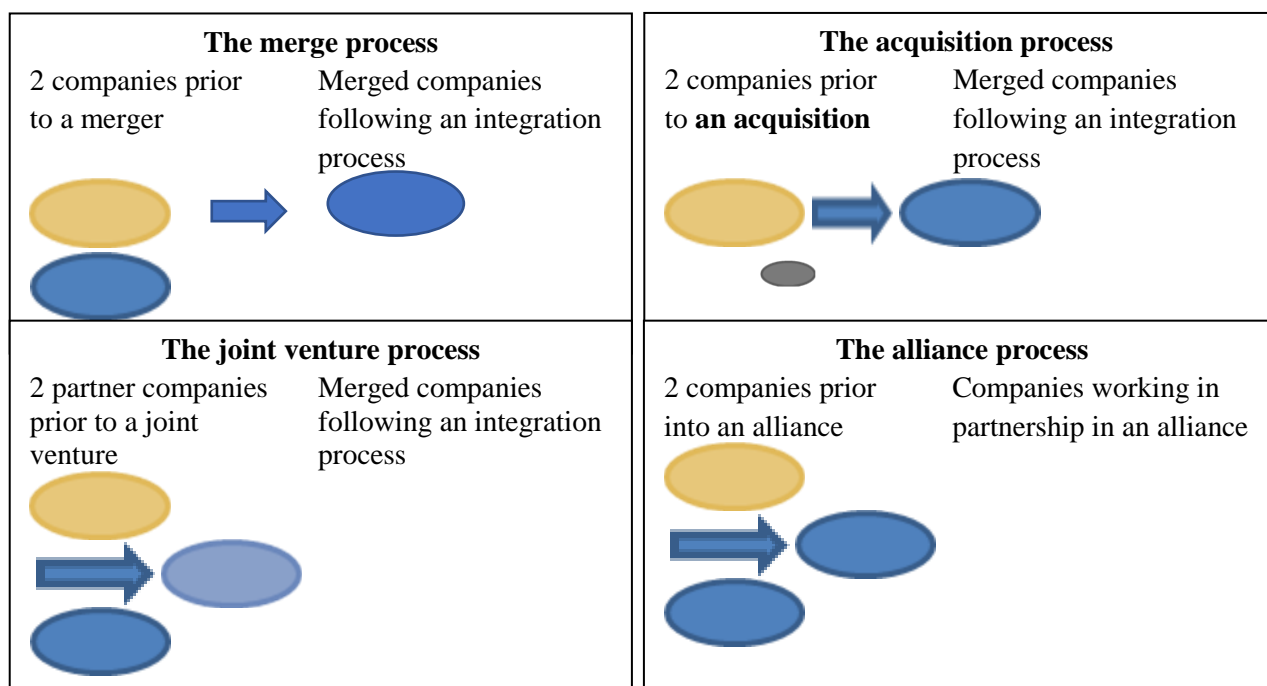 The merge process
2 companies prior
to a merger
Merged companies
following an integration
process
The acquisition process
2 companies prior
to an acquisition
Merged companies
following an integration
process
The joint venture process
2 partner companies
prior to a joint
venture
Merged companies
following an integration
process
The alliance process
2 companies prior
into an alliance
Companies working in
partnership in an alliance